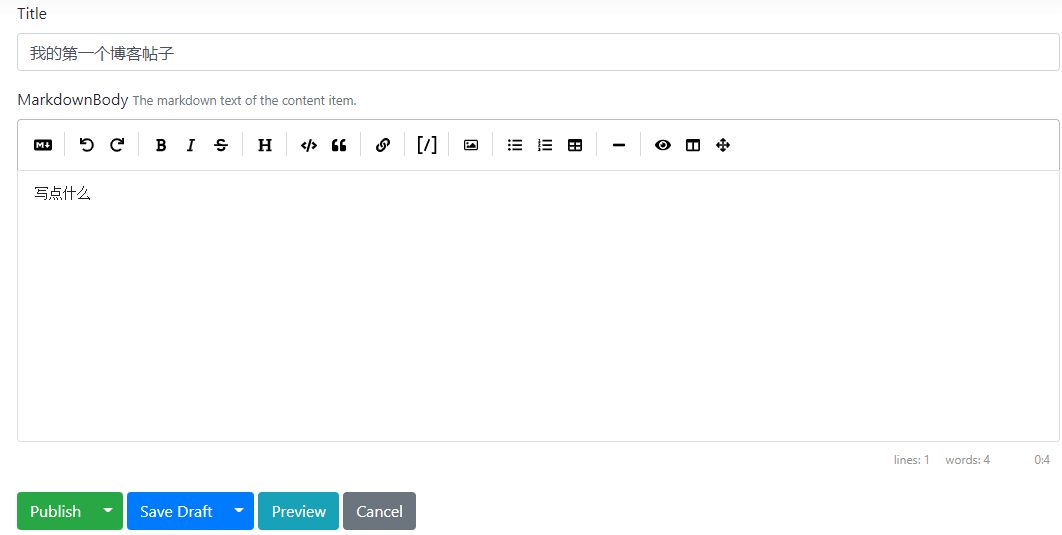 Title
我的第一个博客帖子
MarkdownBody The markdown text of the content item.
M↓ B I S H </> ❝ [/]
写点什么
lines: 1 words: 4 0:4
Publish Save Draft Preview Cancel